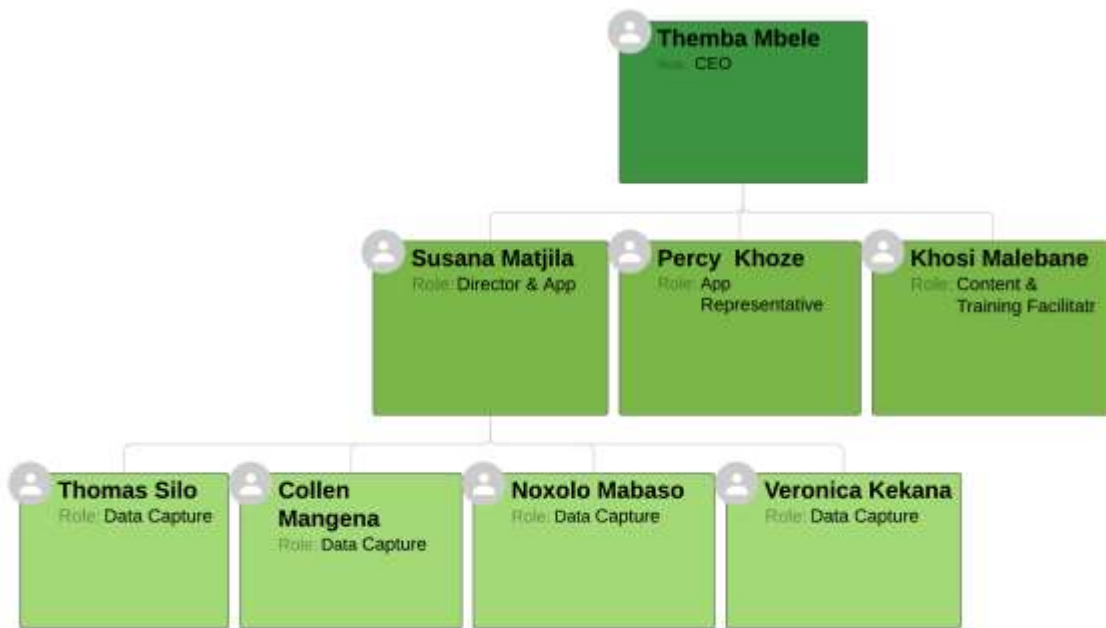 Themba Mbele
Role: CEO
Susana Matjila
Role: Director & App
Percy Khoze
Role: App
Representative
Khosi Malebane
Role: Content &
Training Facilitatr
Thomas Silo
Role: Data Capture
Collen
Mangena
Role: Data Capture
Noxolo Mabaso
Role: Data Capture
Veronica Kekana
Role: Data Capture